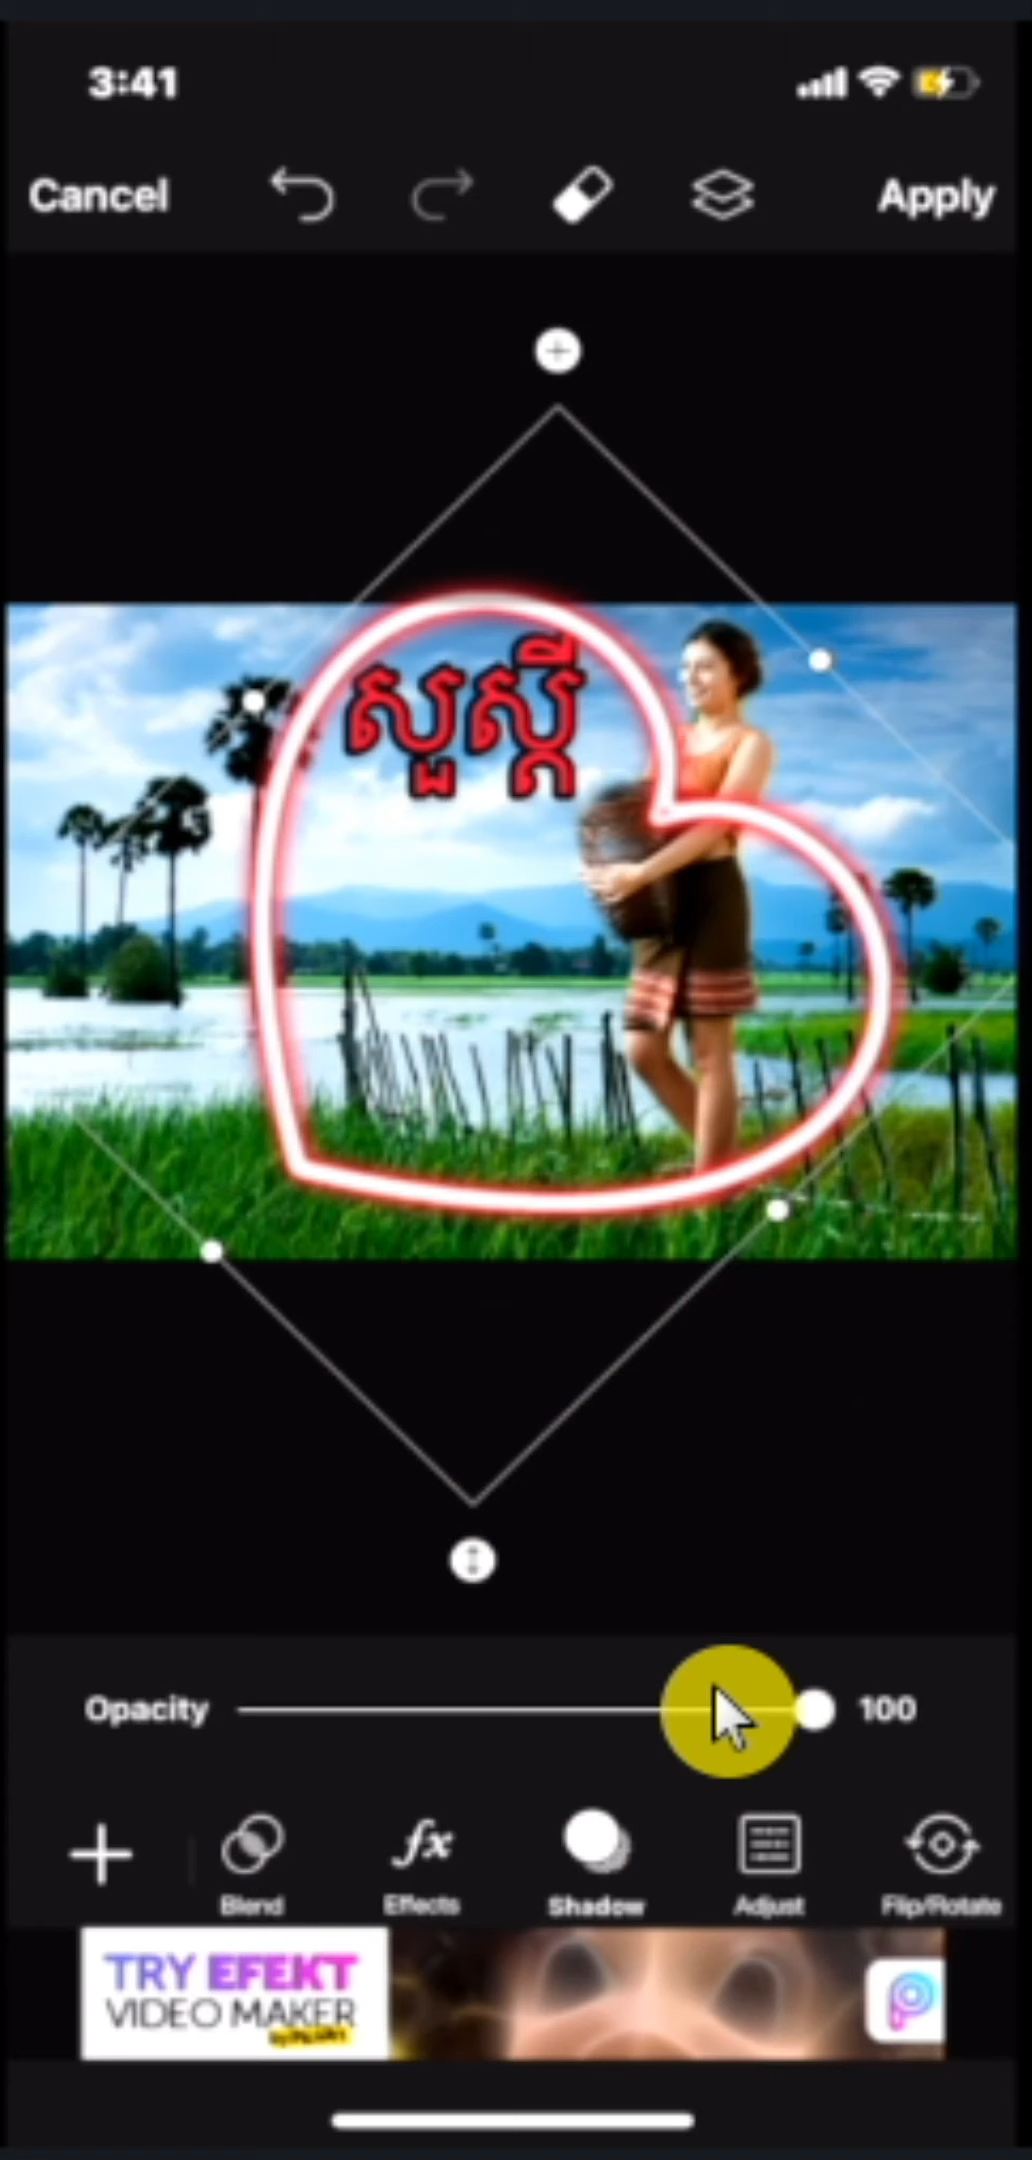 3:41
Cancel
Apply
សួស្តី
Opacity
100
Blend
Effects
Shadow
Adjust
Flip/Rotate
TRY EFEKT
VIDEO MAKER